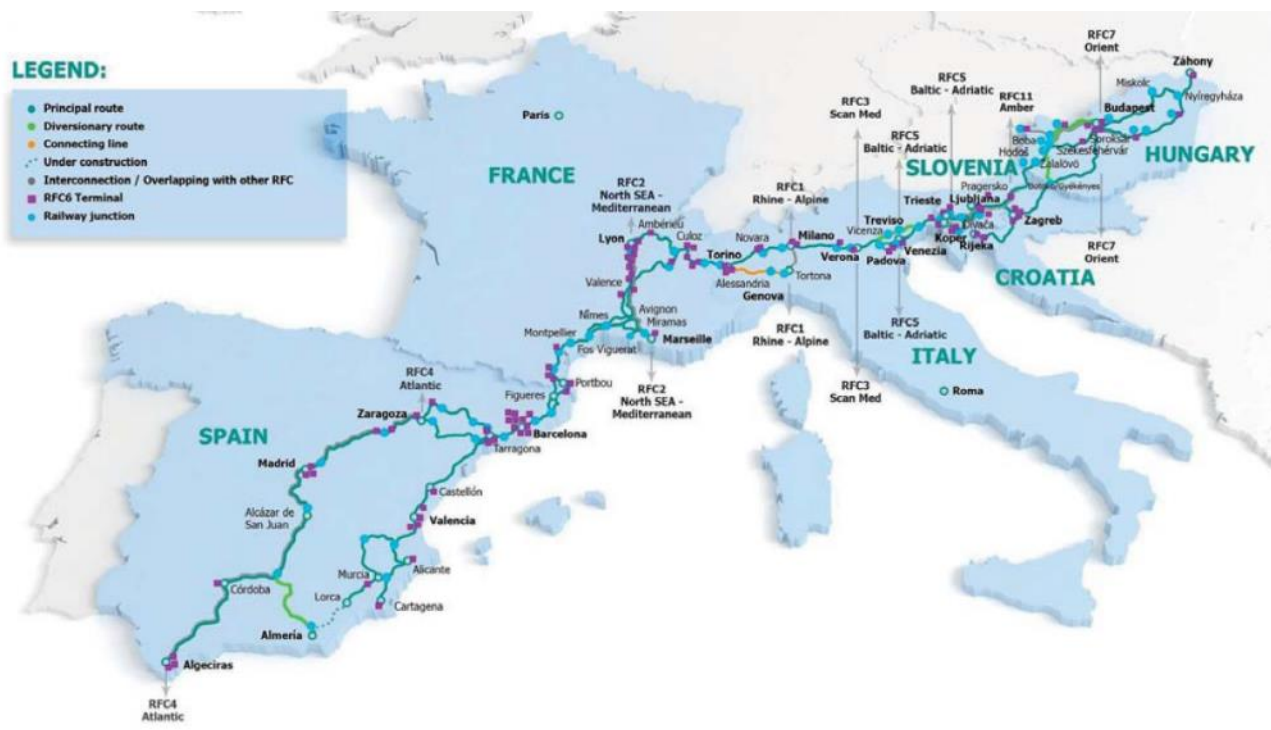 LEGEND:
Principal route
Diversionary route
Connecting line
Under construction
Interconnection / Overlapping with other RFC
RFC6 Terminal
Railway junction
RFC7
Orient
Záhony
Miskolc
Nyíregyháza
RFC5
Baltic - Adriatic
RFC11
Amber
Budapest
RFC3
Scan Med
RFC5
Baltic - Adriatic
Boba
Soroksár
Hodoš
Székesfehérvár
Zalalövő
HUNGARY
SLOVENIA
Paris
FRANCE
RFC2
North SEA -
Mediterranean
RFC1
Rhine - Alpine
Pragersko
Trieste
Ljubljana
Treviso
Zagreb
Ambérieu
Vicenza
Divača
Lyon
Culoz
Novara
Milano
Koper
Rijeka
Torino
Verona
Venezia
Padova
RFC7
Orient
Valence
Alessandria
Tortona
CROATIA
Genova
Avignon
Nîmes
Miramas
Montpellier
Marseille
Fos Viguerat
RFC1
Rhine - Alpine
RFC5
Baltic - Adriatic
ITALY
RFC4
Atlantic
Portbou
RFC2
North SEA -
Mediterranean
RFC3
Scan Med
Roma
Figueres
Zaragoza
Barcelona
SPAIN
Tarragona
Madrid
Castellón
Alcázar de
San Juan
Valencia
Murcia
Alicante
Córdoba
Lorca
Cartagena
Almería
Algeciras
RFC4
Atlantic